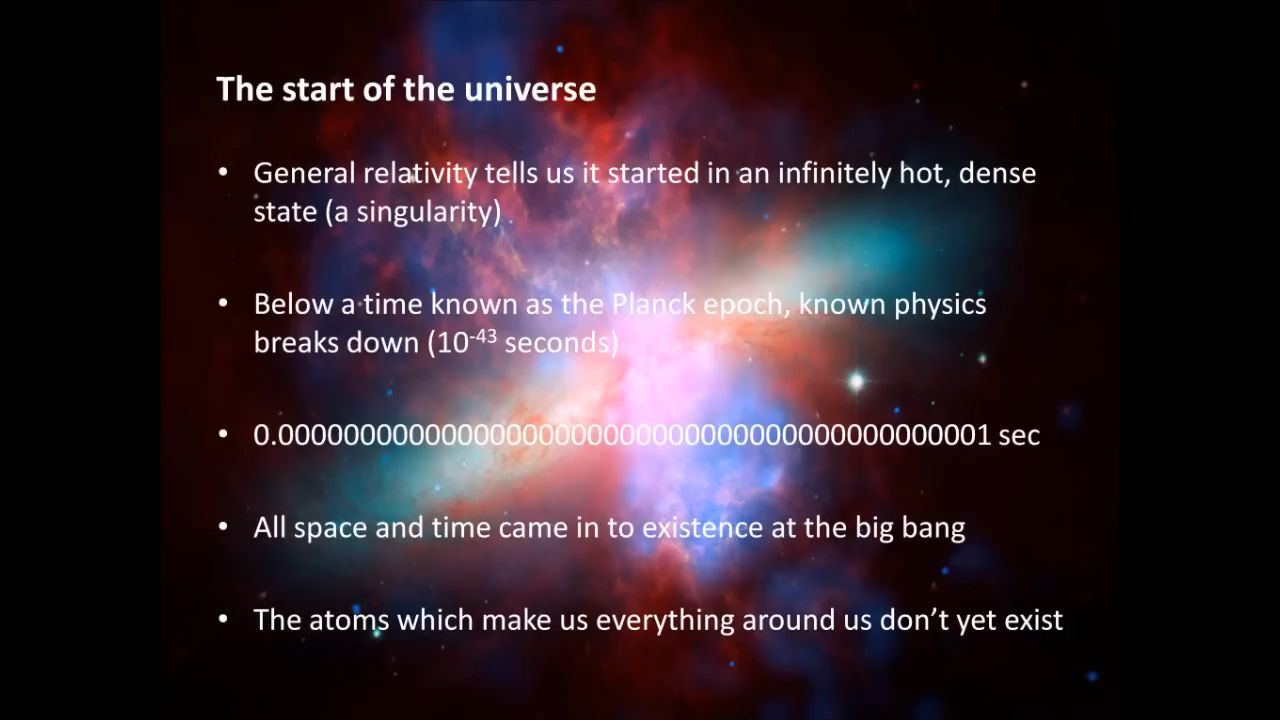 The start of the universe
• General relativity tells us it started in an infinitely hot, dense
state (a singularity)
• Below a time known as the Planck epoch, known physics
breaks down (10⁻⁴³ seconds)
• 0.0000000000000000000000000000000000000000001 sec
• All space and time came in to existence at the big bang
• The atoms which make us everything around us don’t yet exist